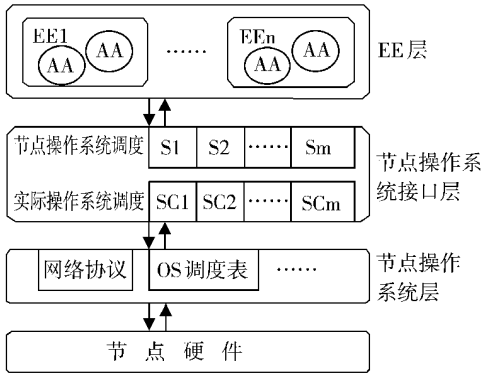 EE1 AA AA …… EEn AA AA
EE层
节点操作系统调度 S1 S2 …… Sm
实际操作系统调度 SC1 SC2 …… SCm
节点操作系
统接口层
网络协议 OS调度表 ……
节点操作
系统层
节点硬件